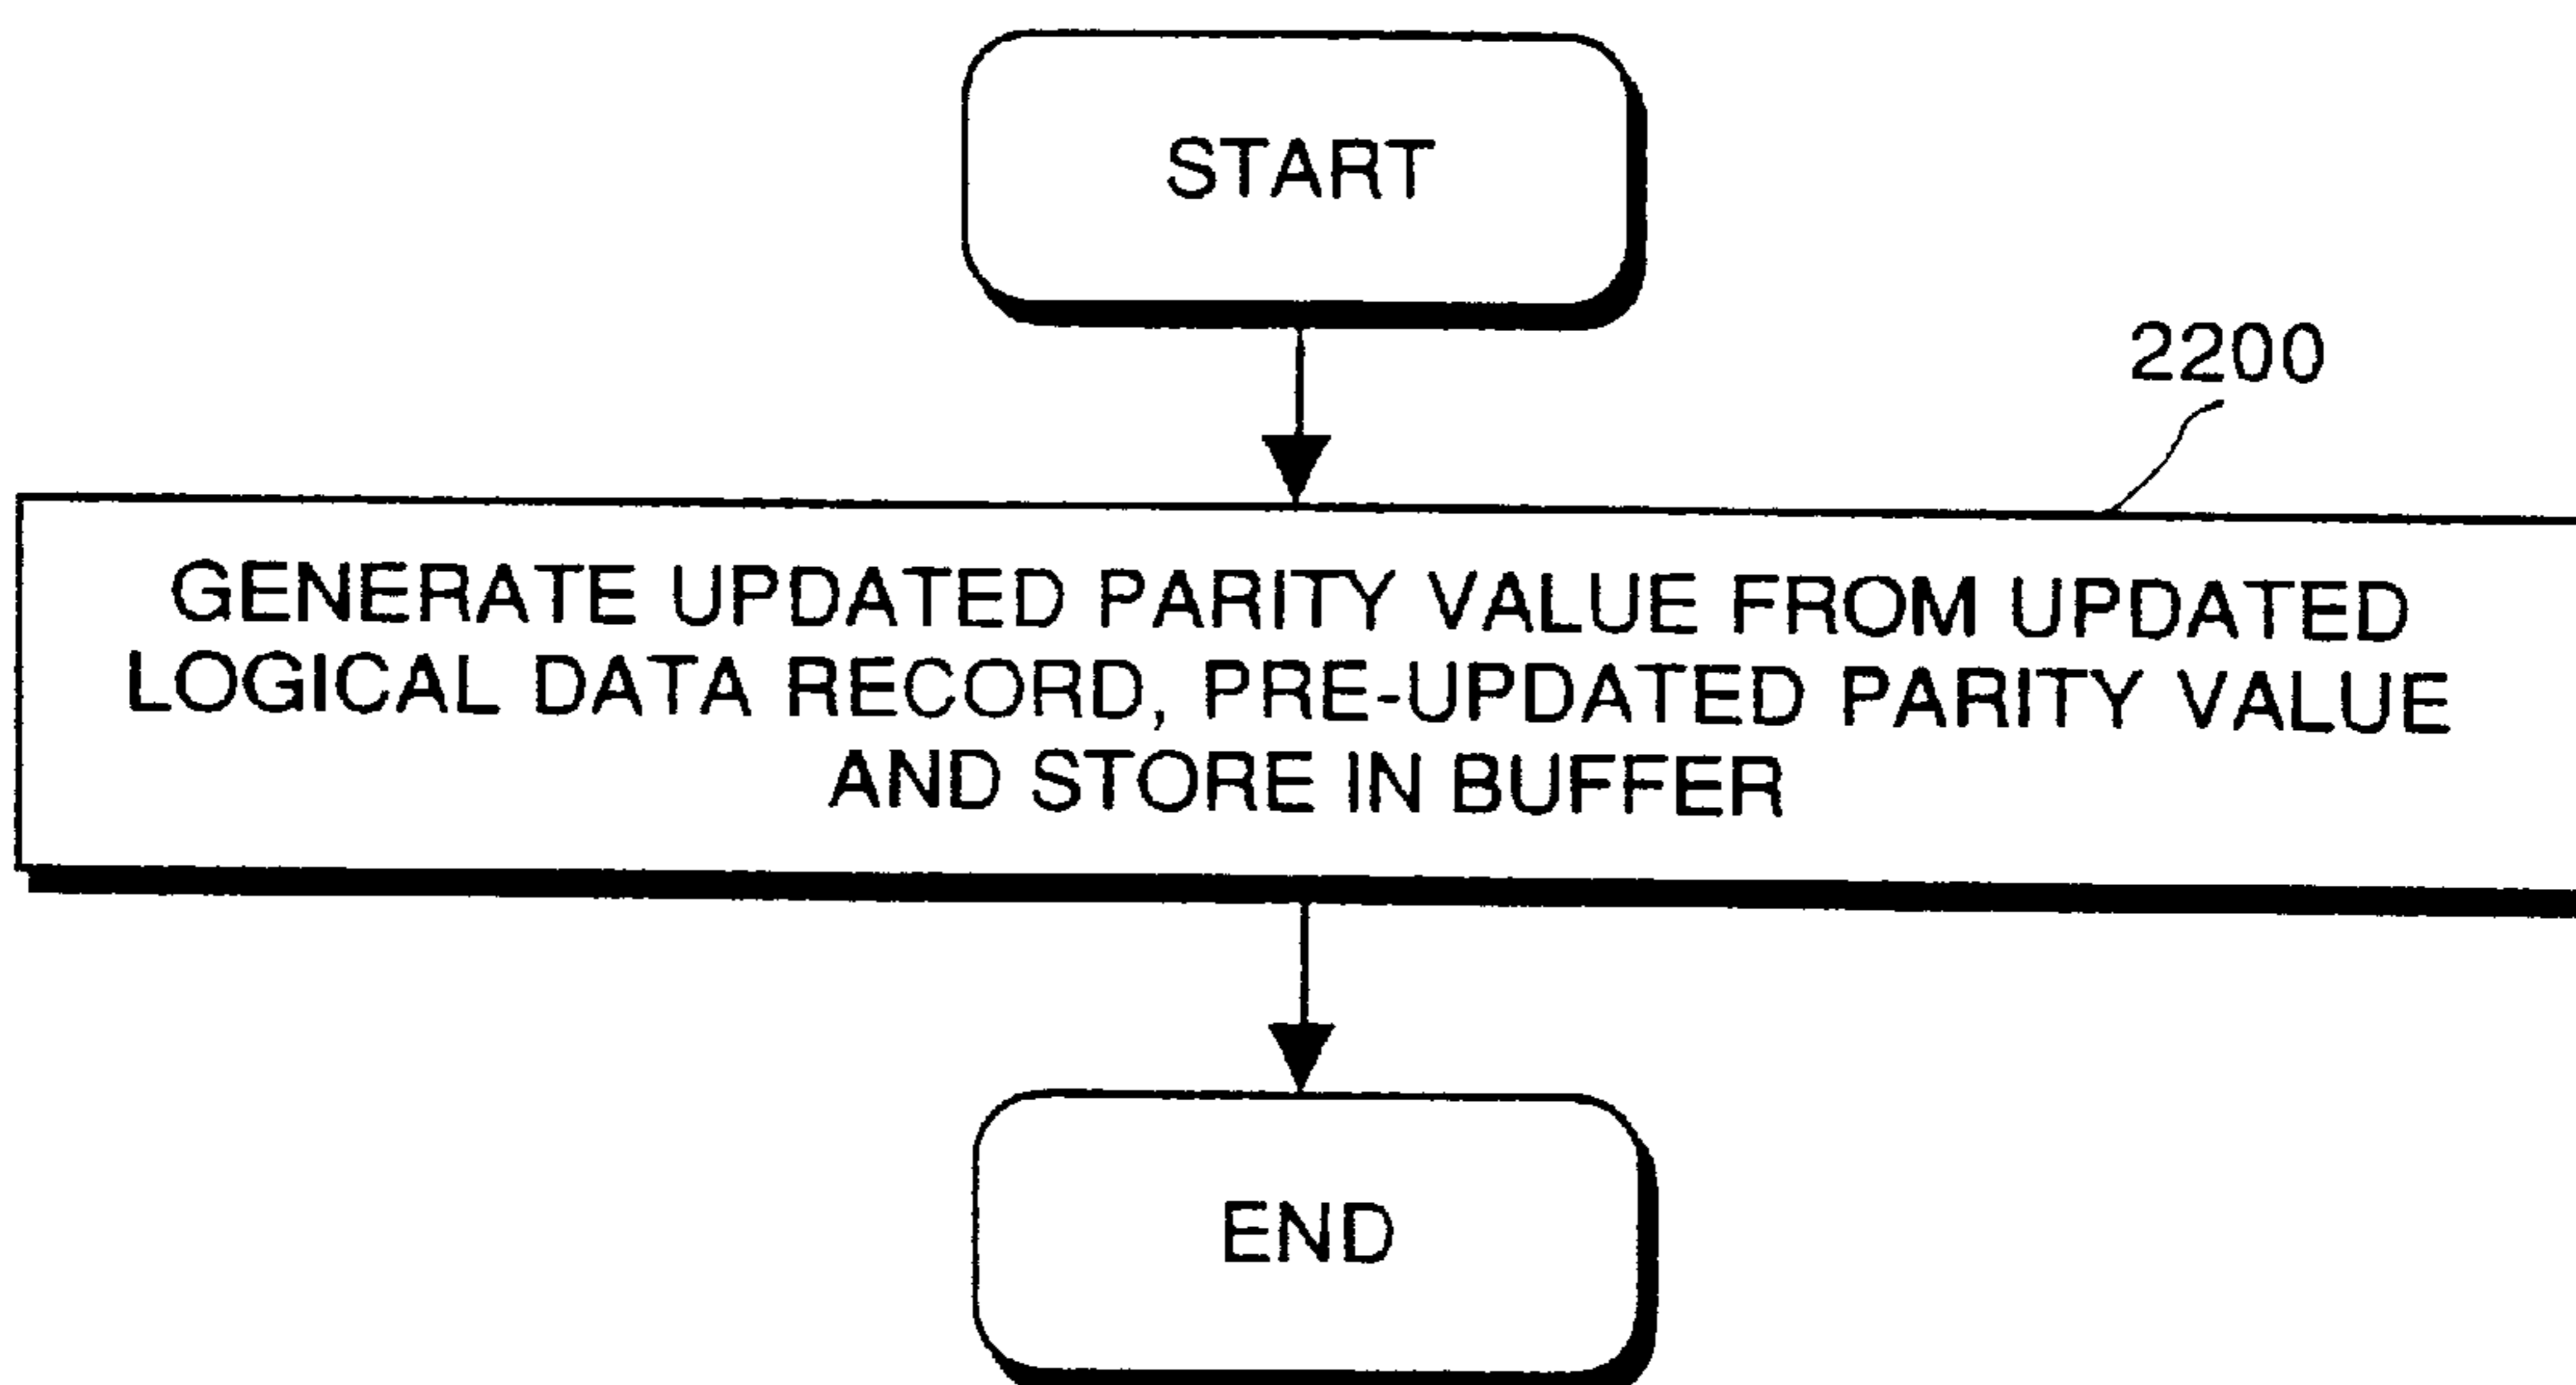 START
2200
GENERATE UPDATED PARITY VALUE FROM UPDATED
LOGICAL DATA RECORD, PRE-UPDATED PARITY VALUE
AND STORE IN BUFFER
END